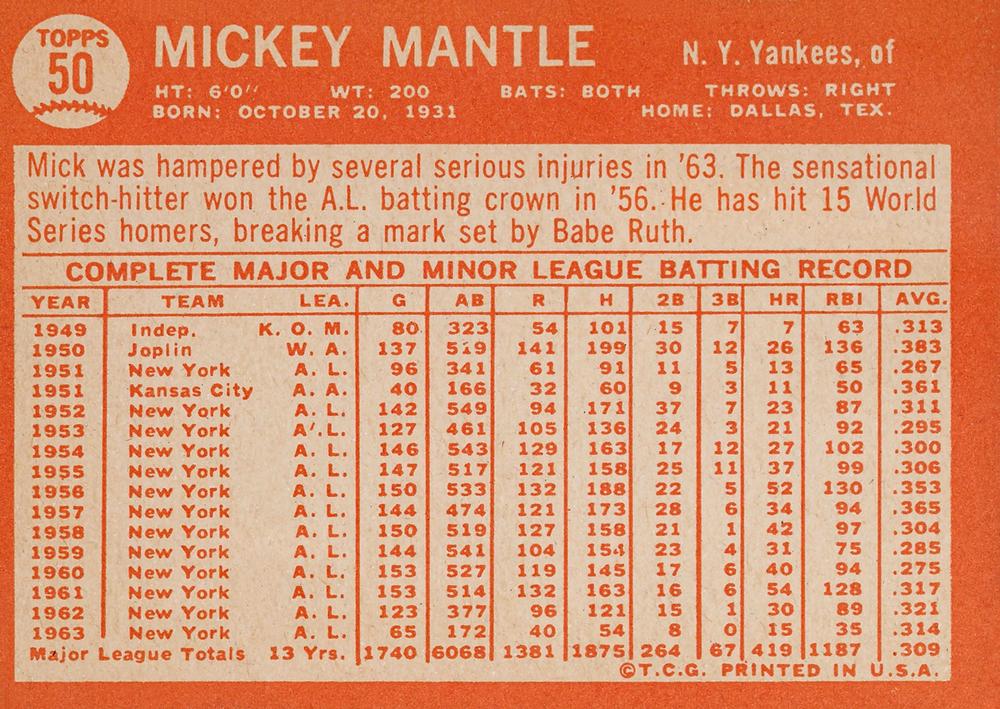 TOPPS
50
MICKEY MANTLE N. Y. Yankees, of
HT: 6'0" WT: 200 BATS: BOTH THROWS: RIGHT
BORN: OCTOBER 20, 1931 HOME: DALLAS, TEX.
Mick was hampered by several serious injuries in '63. The sensational
switch-hitter won the A.L. batting crown in '56. He has hit 15 World
Series homers, breaking a mark set by Babe Ruth.
COMPLETE MAJOR AND MINOR LEAGUE BATTING RECORD
YEAR TEAM LEA. G AB R H 2B 3B HR RBI AVG.
1949 Indep. K. O. M. 80 323 54 101 15 7 7 63 .313
1950 Joplin W. A. 137 519 141 199 30 12 26 136 .383
1951 New York A. L. 96 341 61 91 11 5 13 65 .267
1951 Kansas City A. A. 40 166 32 60 9 3 11 50 .361
1952 New York A. L. 142 549 94 171 37 7 23 87 .311
1953 New York A. L. 127 461 105 136 24 3 21 92 .295
1954 New York A. L. 146 543 129 163 17 12 27 102 .300
1955 New York A. L. 147 517 121 158 25 11 37 99 .306
1956 New York A. L. 150 533 132 188 22 5 52 130 .353
1957 New York A. L. 144 474 121 173 28 6 34 94 .365
1958 New York A. L. 150 519 127 158 21 1 42 97 .304
1959 New York A. L. 144 541 104 154 23 4 31 75 .285
1960 New York A. L. 153 527 119 145 17 6 40 94 .275
1961 New York A. L. 153 514 132 163 16 6 54 128 .317
1962 New York A. L. 123 377 96 121 15 1 30 89 .321
1963 New York A. L. 65 172 40 54 8 0 15 35 .314
Major League Totals 13 Yrs. 1740 6068 1381 1875 264 67 419 1187 .309
©T.C.G. PRINTED IN U.S.A.